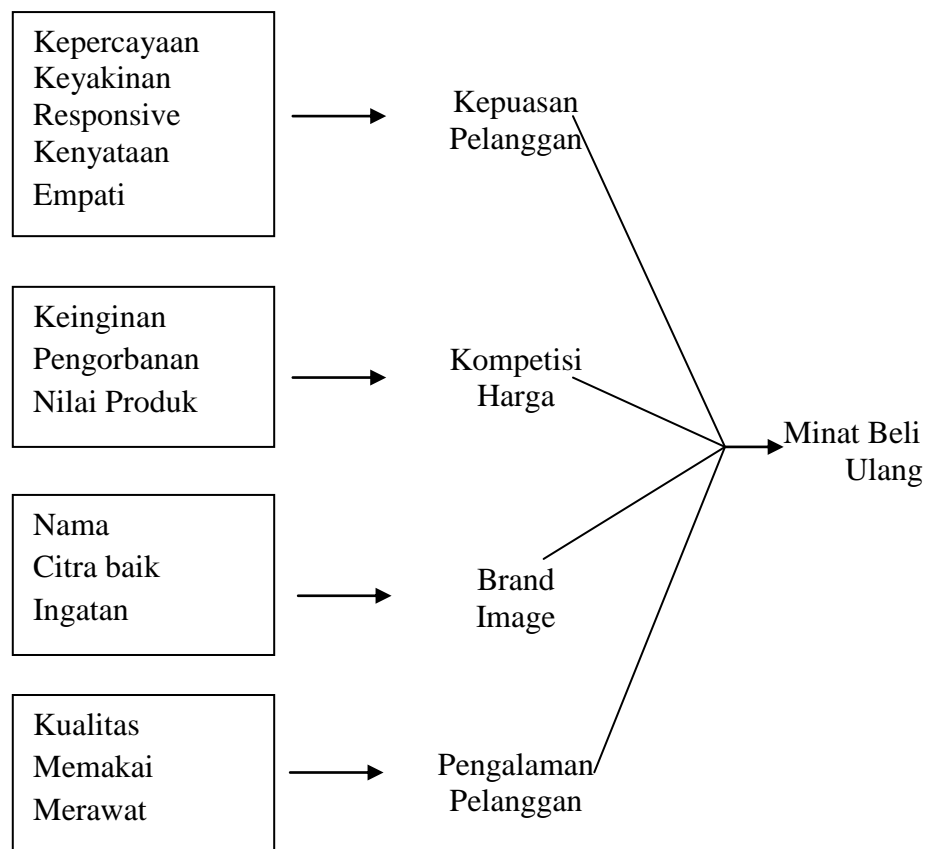 Kepercayaan
Keyakinan
Responsive
Kenyataan
Empati
Kepuasan
Pelanggan
Keinginan
Pengorbanan
Nilai Produk
Kompetisi
Harga
Minat Beli
Ulang
Nama
Citra baik
Ingatan
Brand
Image
Kualitas
Memakai
Merawat
Pengalaman
Pelanggan